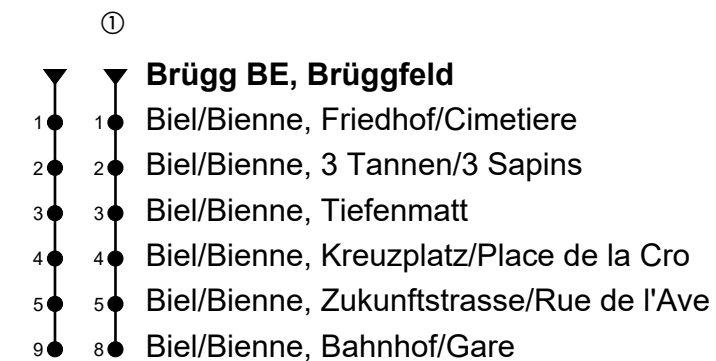 ①
Brügg BE, Brüggfeld
1 1 Biel/Bienne, Friedhof/Cimetiere
2 2 Biel/Bienne, 3 Tannen/3 Sapins
3 3 Biel/Bienne, Tiefenmatt
4 4 Biel/Bienne, Kreuzplatz/Place de la Cro
5 5 Biel/Bienne, Zukunftstrasse/Rue de l'Ave
9 8 Biel/Bienne, Bahnhof/Gare